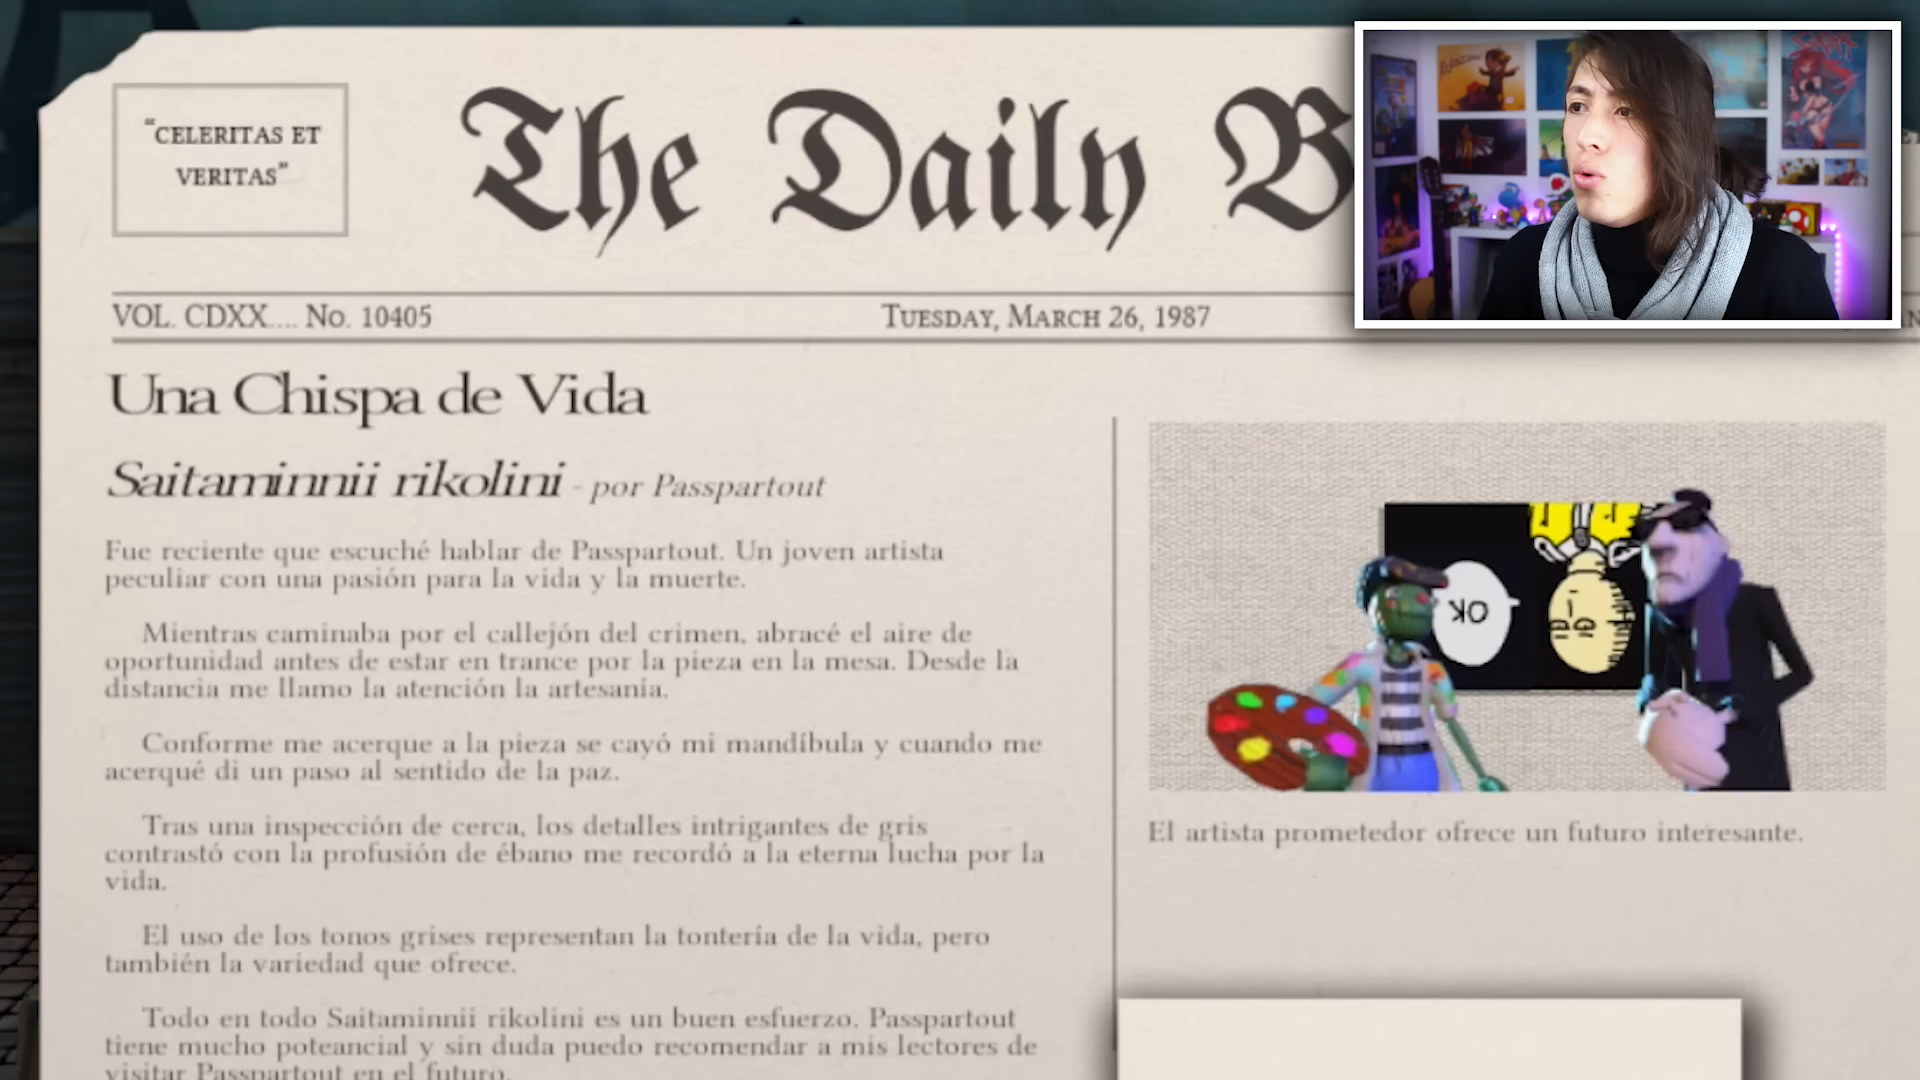 "CELERITAS ET
VERITAS"
The Daily B
VOL. CDXX.... No. 10405
Tuesday, March 26, 1987
Una Chispa de Vida
Saitaminnii rikolini - por Passpartout
Fue reciente que escuché hablar de Passpartout. Un joven artista
peculiar con una pasión para la vida y la muerte.
Mientras caminaba por el callejón del crimen, abracé el aire de
oportunidad antes de estar en trance por la pieza en la mesa. Desde la
distancia me llamo la atención la artesanía.
Conforme me acerque a la pieza se cayó mi mandíbula y cuando me
acerqué di un paso al sentido de la paz.
Tras una inspección de cerca, los detalles intrigantes de gris
contrastó con la profusión de ébano me recordó a la eterna lucha por la
vida.
El uso de los tonos grises representan la tontería de la vida, pero
también la variedad que ofrece.
Todo en todo Saitaminnii rikolini es un buen esfuerzo. Passpartout
tiene mucho poteancial y sin duda puedo recomendar a mis lectores de
visitar Passpartout en el futuro.
OK
El artista prometedor ofrece un futuro interesante.